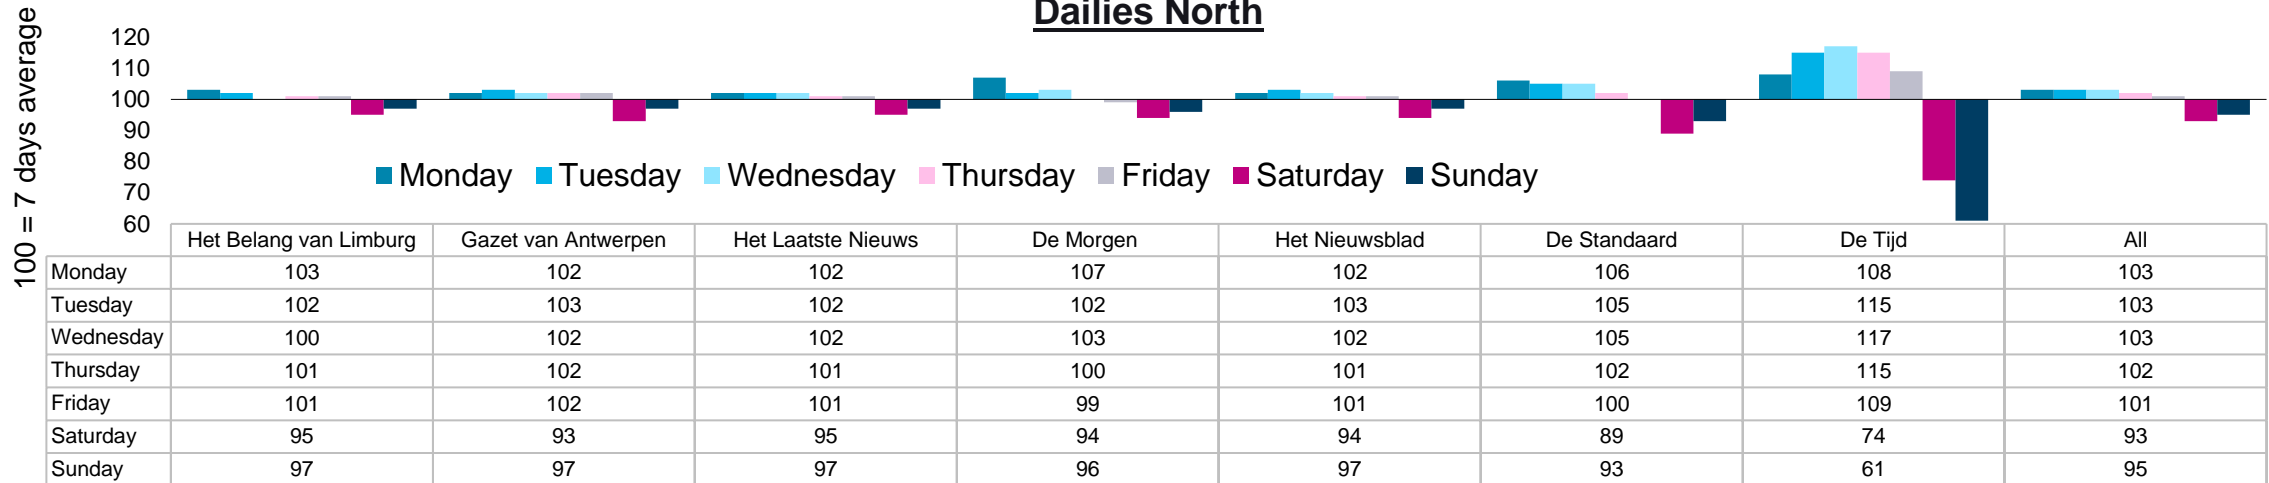 Dailies North
100 = 7 days average
120
110
100
90
80
70
60
Monday Tuesday Wednesday Thursday Friday Saturday Sunday
Het Belang van Limburg Gazet van Antwerpen Het Laatste Nieuws De Morgen Het Nieuwsblad De Standaard De Tijd All
Monday 103 102 102 107 102 106 108 103
Tuesday 102 103 102 102 103 105 115 103
Wednesday 100 102 102 103 102 105 117 103
Thursday 101 102 101 100 101 102 115 102
Friday 101 102 101 99 101 100 109 101
Saturday 95 93 95 94 94 89 74 93
Sunday 97 97 97 96 97 93 61 95